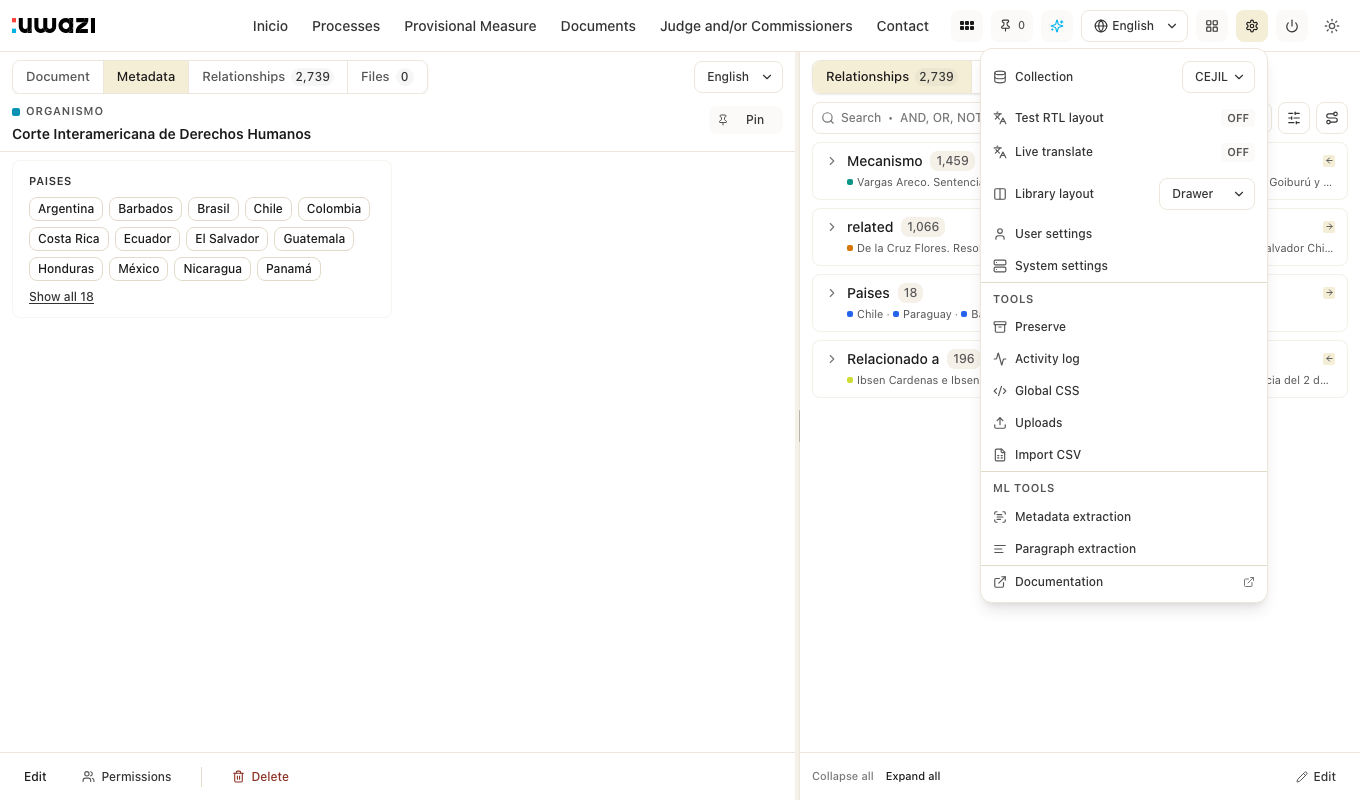 :uwazi
Inicio Processes Provisional Measure Documents Judge and/or Commissioners Contact 0 English
Document Metadata Relationships 2,739 Files 0 English
ORGANISMO
Corte Interamericana de Derechos Humanos
Pin
PAISES
Argentina Barbados Brasil Chile Colombia
Costa Rica Ecuador El Salvador Guatemala
Honduras México Nicaragua Panamá
Show all 18
Edit Permissions Delete
Relationships 2,739
Search • AND, OR, NOT
Mecanismo 1,459
Vargas Areco. Sentencia Goiburú y ...
related 1,066
De la Cruz Flores. Reso alvador Chi...
Paises 18
Chile · Paraguay ·
Relacionado a 196
Ibsen Cardenas e Ibsen cia del 2 d...
Collapse all Expand all Edit
Collection CEJIL
Test RTL layout OFF
Live translate OFF
Library layout Drawer
User settings
System settings
TOOLS
Preserve
Activity log
Global CSS
Uploads
Import CSV
ML TOOLS
Metadata extraction
Paragraph extraction
Documentation